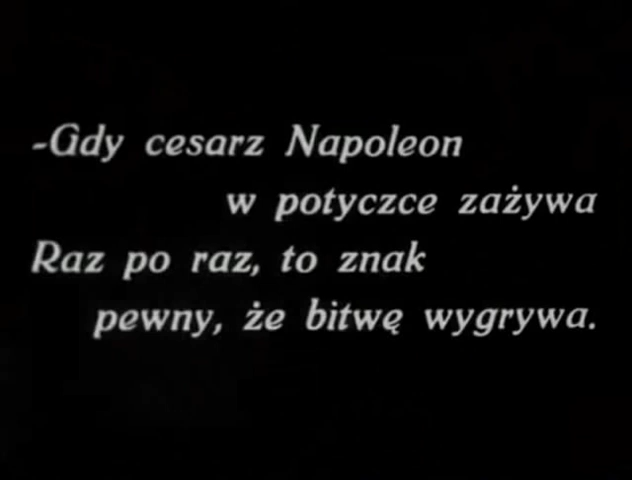 -Gdy cesarz Napoleon
w potyczce zażywa
Raz po raz, to znak
pewny, że bitwę wygrywa.